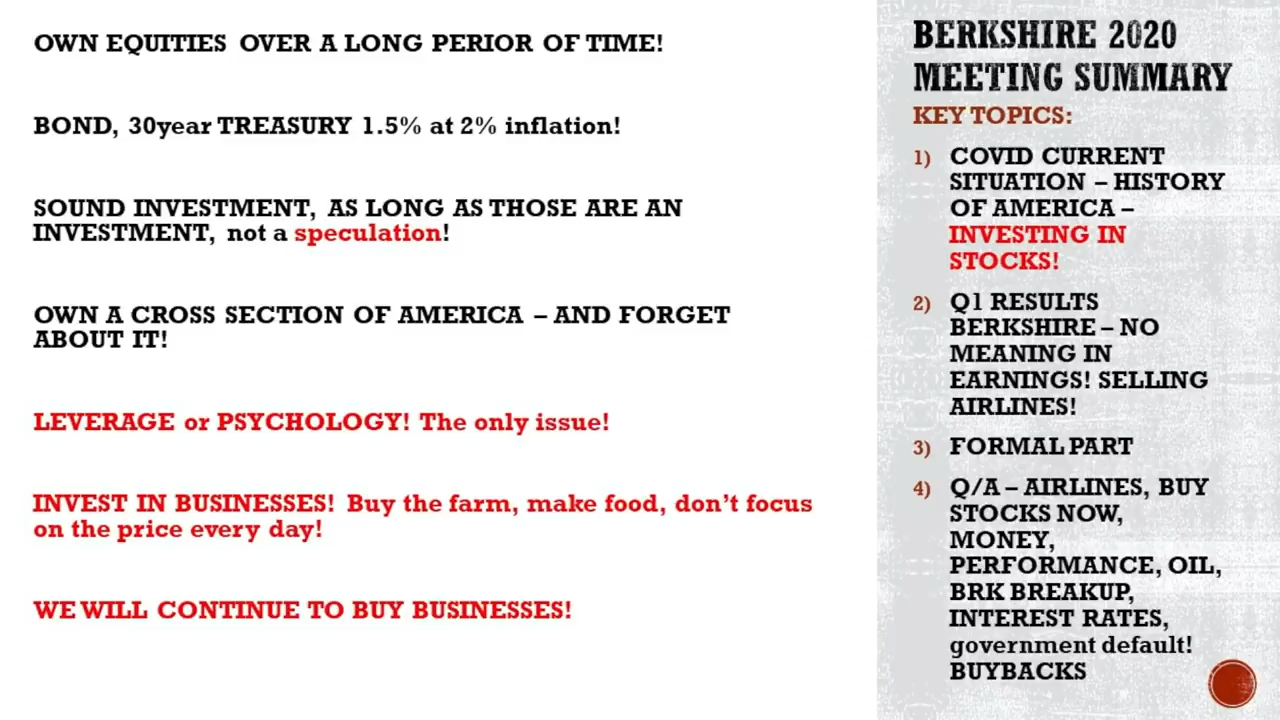 OWN EQUITIES OVER A LONG PERIOR OF TIME!
BOND, 30year TREASURY 1.5% at 2% inflation!
SOUND INVESTMENT, AS LONG AS THOSE ARE AN
INVESTMENT, not a speculation!
OWN A CROSS SECTION OF AMERICA – AND FORGET
ABOUT IT!
LEVERAGE or PSYCHOLOGY! The only issue!
INVEST IN BUSINESSES! Buy the farm, make food, don’t focus
on the price every day!
WE WILL CONTINUE TO BUY BUSINESSES!
BERKSHIRE 2020
MEETING SUMMARY
KEY TOPICS:
1) COVID CURRENT
SITUATION – HISTORY
OF AMERICA –
INVESTING IN
STOCKS!
2) Q1 RESULTS
BERKSHIRE – NO
MEANING IN
EARNINGS! SELLING
AIRLINES!
3) FORMAL PART
4) Q/A – AIRLINES, BUY
STOCKS NOW,
MONEY,
PERFORMANCE, OIL,
BRK BREAKUP,
INTEREST RATES,
government default!
BUYBACKS